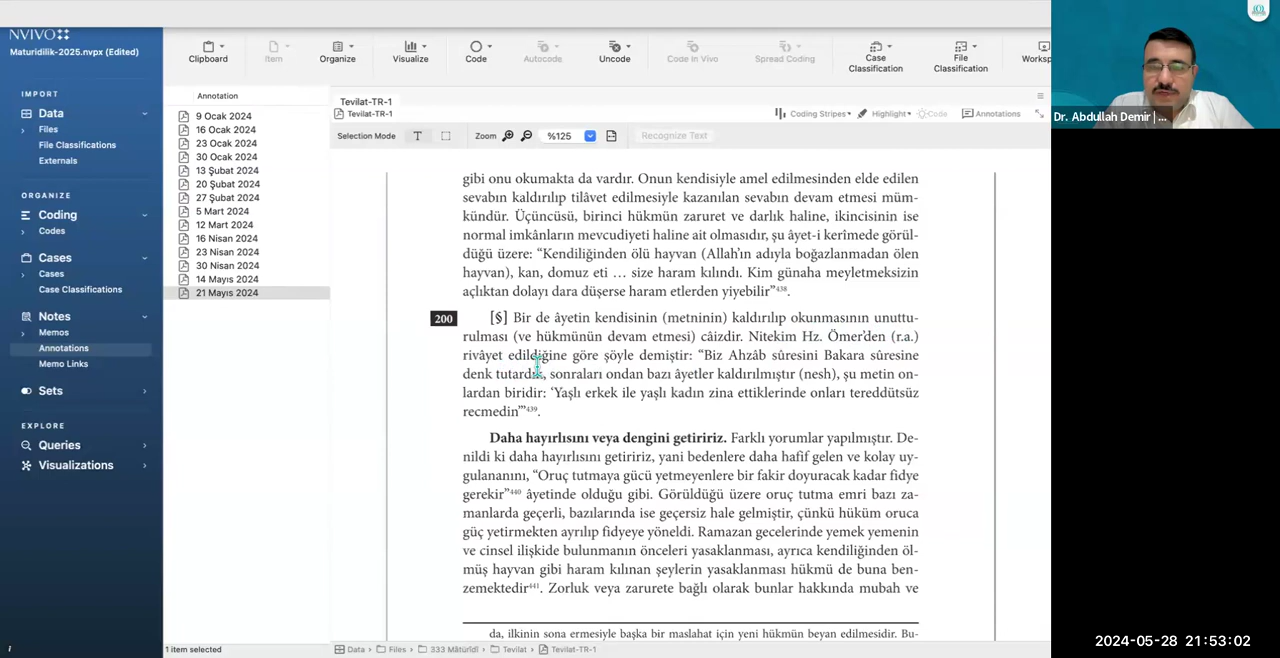 NVIVO
Maturidilik-2025.nvpx (Edited)
IMPORT
Data
Files
File Classifications
Externals
ORGANIZE
Coding
Codes
Cases
Cases
Case Classifications
Notes
Memos
Annotations
Memo Links
Sets
EXPLORE
Queries
Visualizations
Clipboard
Item
Organize
Visualize
Code
Autocode
Uncode
Code In Vivo
Spread Coding
Case Classification
File Classification
Worksp
Annotation
9 Ocak 2024
16 Ocak 2024
23 Ocak 2024
30 Ocak 2024
13 Şubat 2024
20 Şubat 2024
27 Şubat 2024
5 Mart 2024
12 Mart 2024
16 Nisan 2024
23 Nisan 2024
30 Nisan 2024
14 Mayıs 2024
21 Mayıs 2024
1 item selected
Tevilat-TR-1
Tevilat-TR-1
Coding Stripes
Highlight
Code
Annotations
Selection Mode
T
Zoom
%125
Recognize Text
gibi onu okumakta da vardır. Onun kendisiyle amel edilmesinden elde edilen
sevabın kaldırılıp tilâvet edilmesiyle kazanılan sevabın devam etmesi müm-
kündür. Üçüncüsü, birinci hükmün zaruret ve darlık haline, ikincisinin ise
normal imkânların mevcudiyeti haline ait olmasıdır, şu âyet-i kerîmede görül-
düğü üzere: “Kendiliğinden ölü hayvan (Allah’ın adıyla boğazlanmadan ölen
hayvan), kan, domuz eti … size haram kılındı. Kim günaha meyletmeksizin
açlıktan dolayı dara düşerse haram etlerden yiyebilir”438.
200
[§] Bir de âyetin kendisinin (metninin) kaldırılıp okunmasının unuttu-
rulması (ve hükmünün devam etmesi) câizdir. Nitekim Hz. Ömer’den (r.a.)
rivâyet edildiğine göre şöyle demiştir: “Biz Ahzâb sûresini Bakara sûresine
denk tutardık, sonraları ondan bazı âyetler kaldırılmıştır (nesh), şu metin on-
lardan biridir: ‘Yaşlı erkek ile yaşlı kadın zina ettiklerinde onları tereddütsüz
recmedin’”439.
Daha hayırlısını veya dengini getiririz. Farklı yorumlar yapılmıştır. De-
nildi ki daha hayırlısını getiririz, yani bedenlere daha hafif gelen ve kolay uy-
gulananını, “Oruç tutmaya gücü yetmeyenlere bir fakir doyuracak kadar fidye
gerekir”440 âyetinde olduğu gibi. Görüldüğü üzere oruç tutma emri bazı za-
manlarda geçerli, bazılarında ise geçersiz hale gelmiştir, çünkü hüküm oruca
güç yetirmekten ayrılıp fidyeye yöneldi. Ramazan gecelerinde yemek yemenin
ve cinsel ilişkide bulunmanın önceleri yasaklanması, ayrıca kendiliğinden öl-
müş hayvan gibi haram kılınan şeylerin yasaklanması hükmü de buna ben-
zemektedir441. Zorluk veya zarurete bağlı olarak bunlar hakkında mubah ve
da, ilkinin sona ermesiyle başka bir maslahat için yeni hükmün beyan edilmesidir. Bu-
Data
Files
333 Mâtürîdî
Tevilat
Tevilat-TR-1
Dr. Abdullah Demir | ...
2024-05-28 21:53:02